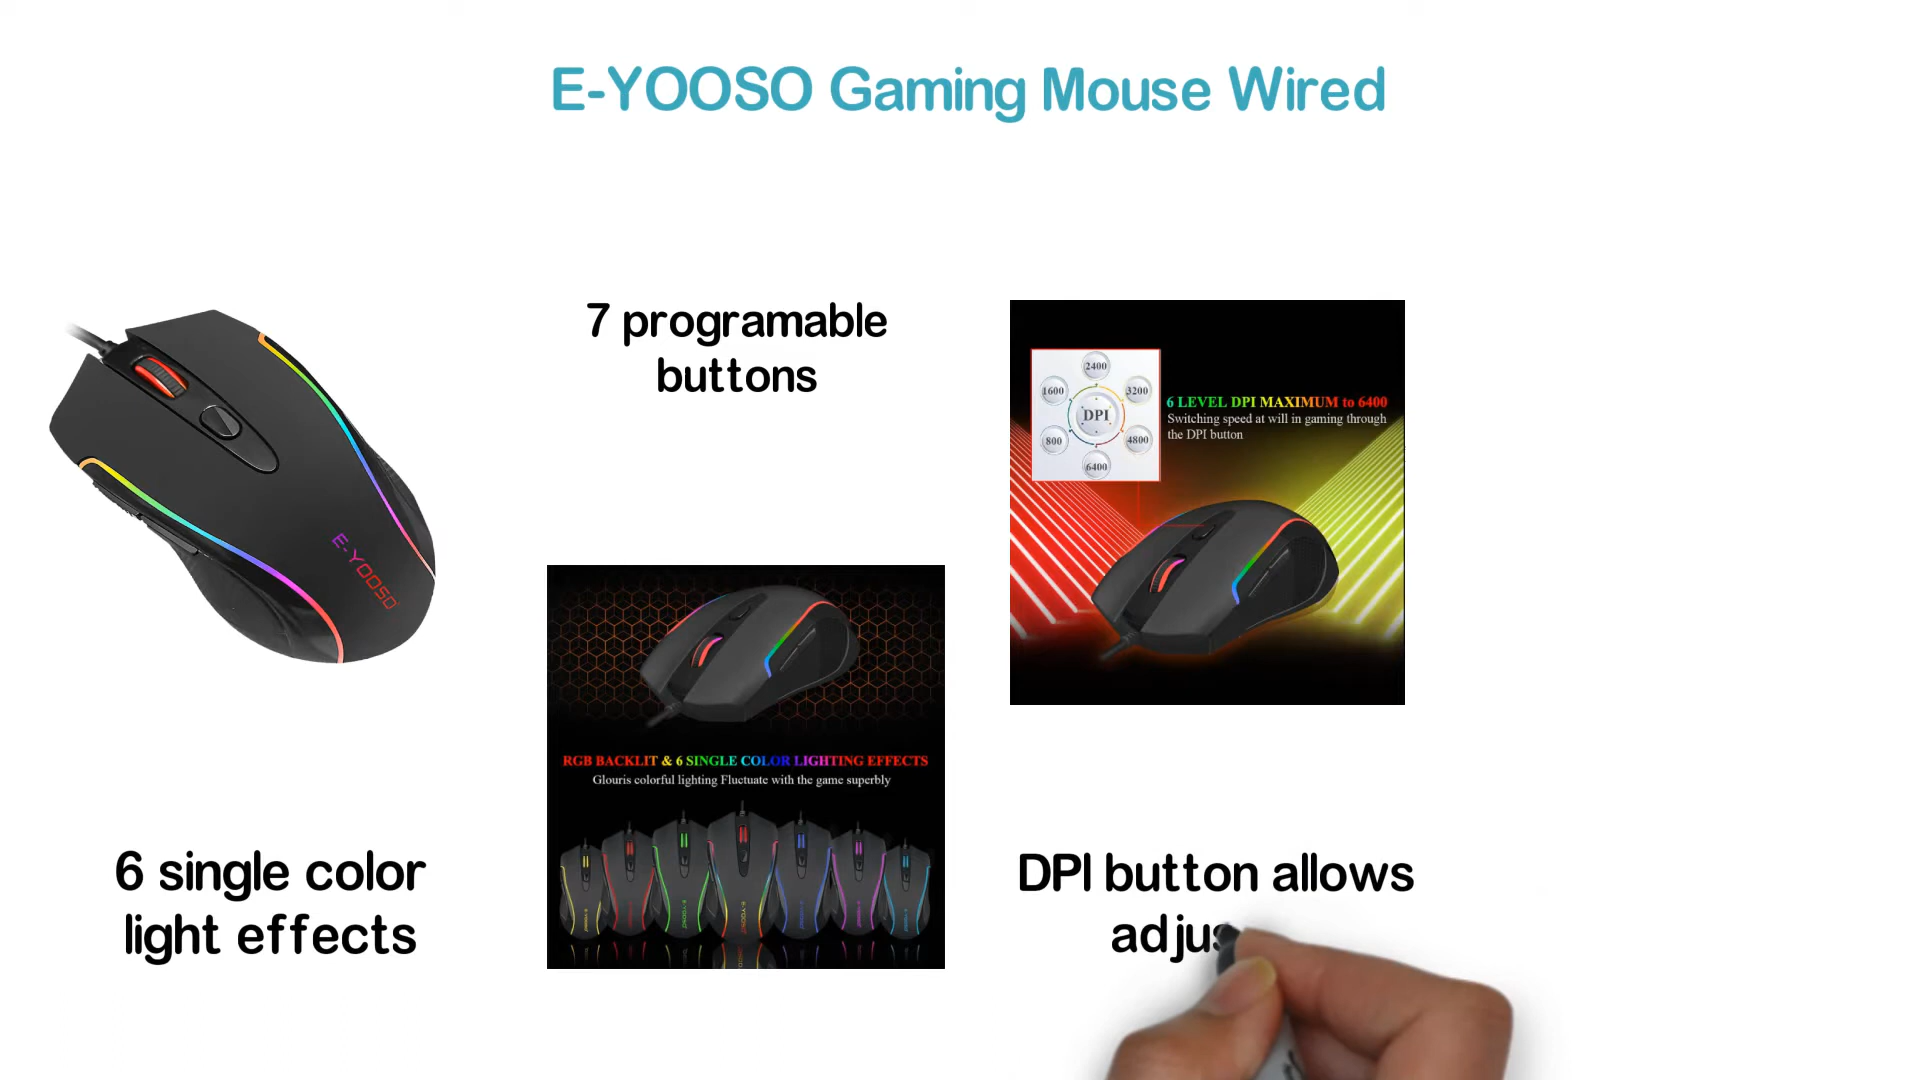 E-YOOSO Gaming Mouse Wired
7 programable
buttons
E-YOOSO
2400
1600
3200
DPI
800
4800
6400
6 LEVEL DPI MAXIMUM to 6400
Switching speed at will in gaming through
the DPI button
RGB BACKLIT & 6 SINGLE COLOR LIGHTING EFFECTS
Glouris colorful lighting Fluctuate with the game superbly
6 single color
light effects
DPI button allows
adjus